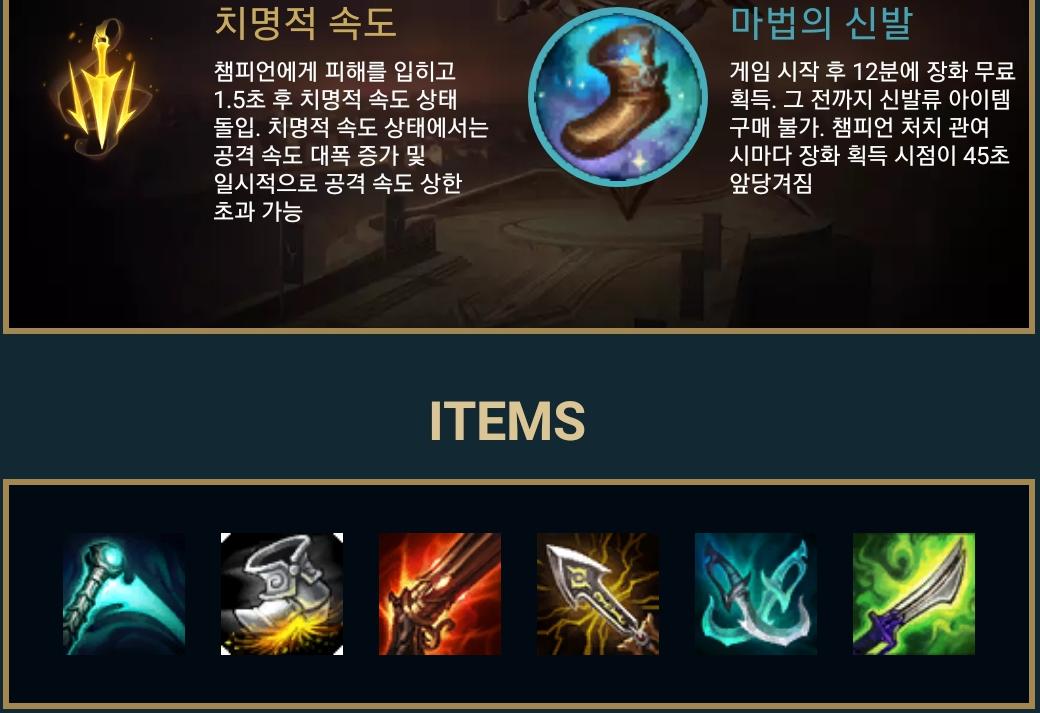 치명적 속도
챔피언에게 피해를 입히고
1.5초 후 치명적 속도 상태
돌입. 치명적 속도 상태에서는
공격 속도 대폭 증가 및
일시적으로 공격 속도 상한
초과 가능
마법의 신발
게임 시작 후 12분에 장화 무료
획득. 그 전까지 신발류 아이템
구매 불가. 챔피언 처치 관여
시마다 장화 획득 시점이 45초
앞당겨짐
ITEMS